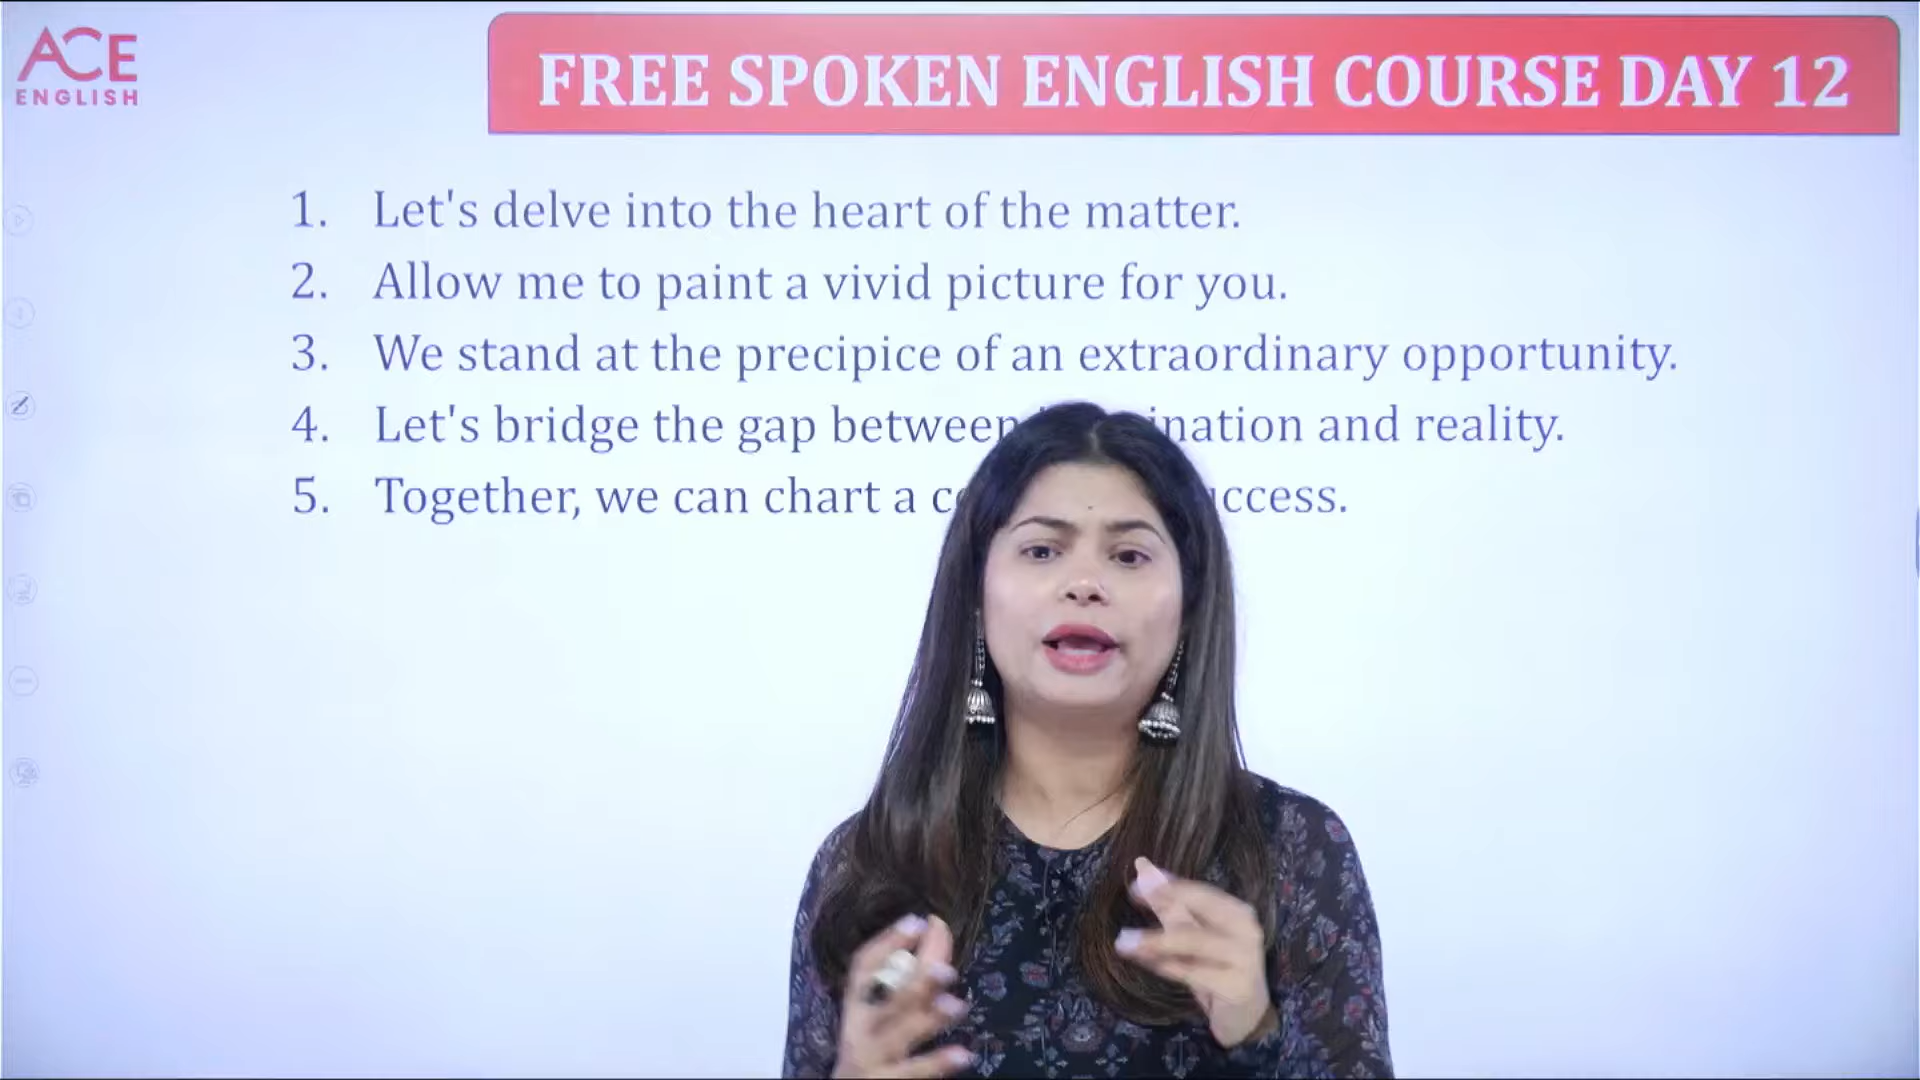 ACE
ENGLISH
FREE SPOKEN ENGLISH COURSE DAY 12
1. Let's delve into the heart of the matter.
2. Allow me to paint a vivid picture for you.
3. We stand at the precipice of an extraordinary opportunity.
4. Let's bridge the gap between and reality.
5. Together, we can chart a